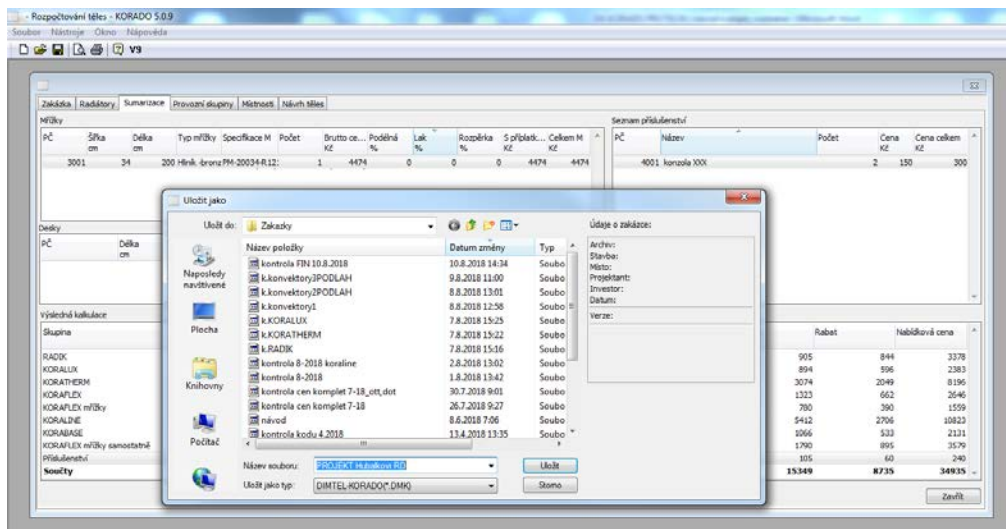 - Rozpočtování těles - KORADO 5.0.9
Soubor Nástroje Okno Nápověda
V9
Zakázka Radiátory Sumarizace Provozní skupiny Místnosti Návrh těles
Mřížky
Seznam příslušenství
PČ Šířka Délka Typ mřížky Specifikace M Počet Brutto ce... Podélná Lak Rozpěrka S příplatk... Celkem M
cm cm Kč % % % Kč Kč
3001 34 200 Hliník -bronz PM-20034-R12: 1 4474 0 0 0 4474 4474
PČ Název Počet Cena Cena celkem
Kč Kč
4001 konzola XXX 2 150 300
Desky
PČ Délka
cm
Výsledná kalkulace
Skupina
Rabat Nabídková cena
RADIK 905 844 3378
KORALUX 894 596 2383
KORATHERM 3074 2049 8196
KORAFLEX 1323 662 2646
KORAFLEX mřížky 780 390 1559
KORALINE 5412 2706 10823
KORABASE 1066 533 2131
KORAFLEX mřížky samostatně 1790 895 3579
Příslušenství 105 60 240
Součty 15349 8735 34935
Zavřít
Uložit jako
Uložit do: Zakazky
Naposledy navštívené
Plocha
Knihovny
Počítač
Název položky Datum změny Typ
kontrola FIN 10.8.2018 10.8.2018 14:34 Soubo
k.konvektory3PODLAH 9.8.2018 11:00 Soubo
k.konvektory2PODLAH 8.8.2018 13:01 Soubo
k.konvektory1 8.8.2018 12:58 Soubo
k.KORALUX 7.8.2018 15:25 Soubo
k.KORATHERM 7.8.2018 15:22 Soubo
k.RADIK 7.8.2018 15:16 Soubo
kontrola 8-2018 koraline 2.8.2018 13:02 Soubo
kontrola 8-2018 1.8.2018 13:42 Soubo
kontrola cen komplet 7-18_ott,dot 30.7.2018 9:01 Soubo
kontrola cen komplet 7-18 26.7.2018 9:27 Soubo
návod 8.6.2018 7:06 Soubo
kontrola kodu 4.2018 13.4.2018 13:35 Soubo
Název souboru: PROJEKT Hubálkovi RD
Uložit
Uložit jako typ: DIMTEL-KORADO(*.DMK)
Storno
Údaje o zakázce:
Archiv:
Stavba:
Místo:
Projektant:
Investor:
Datum:
Verze: